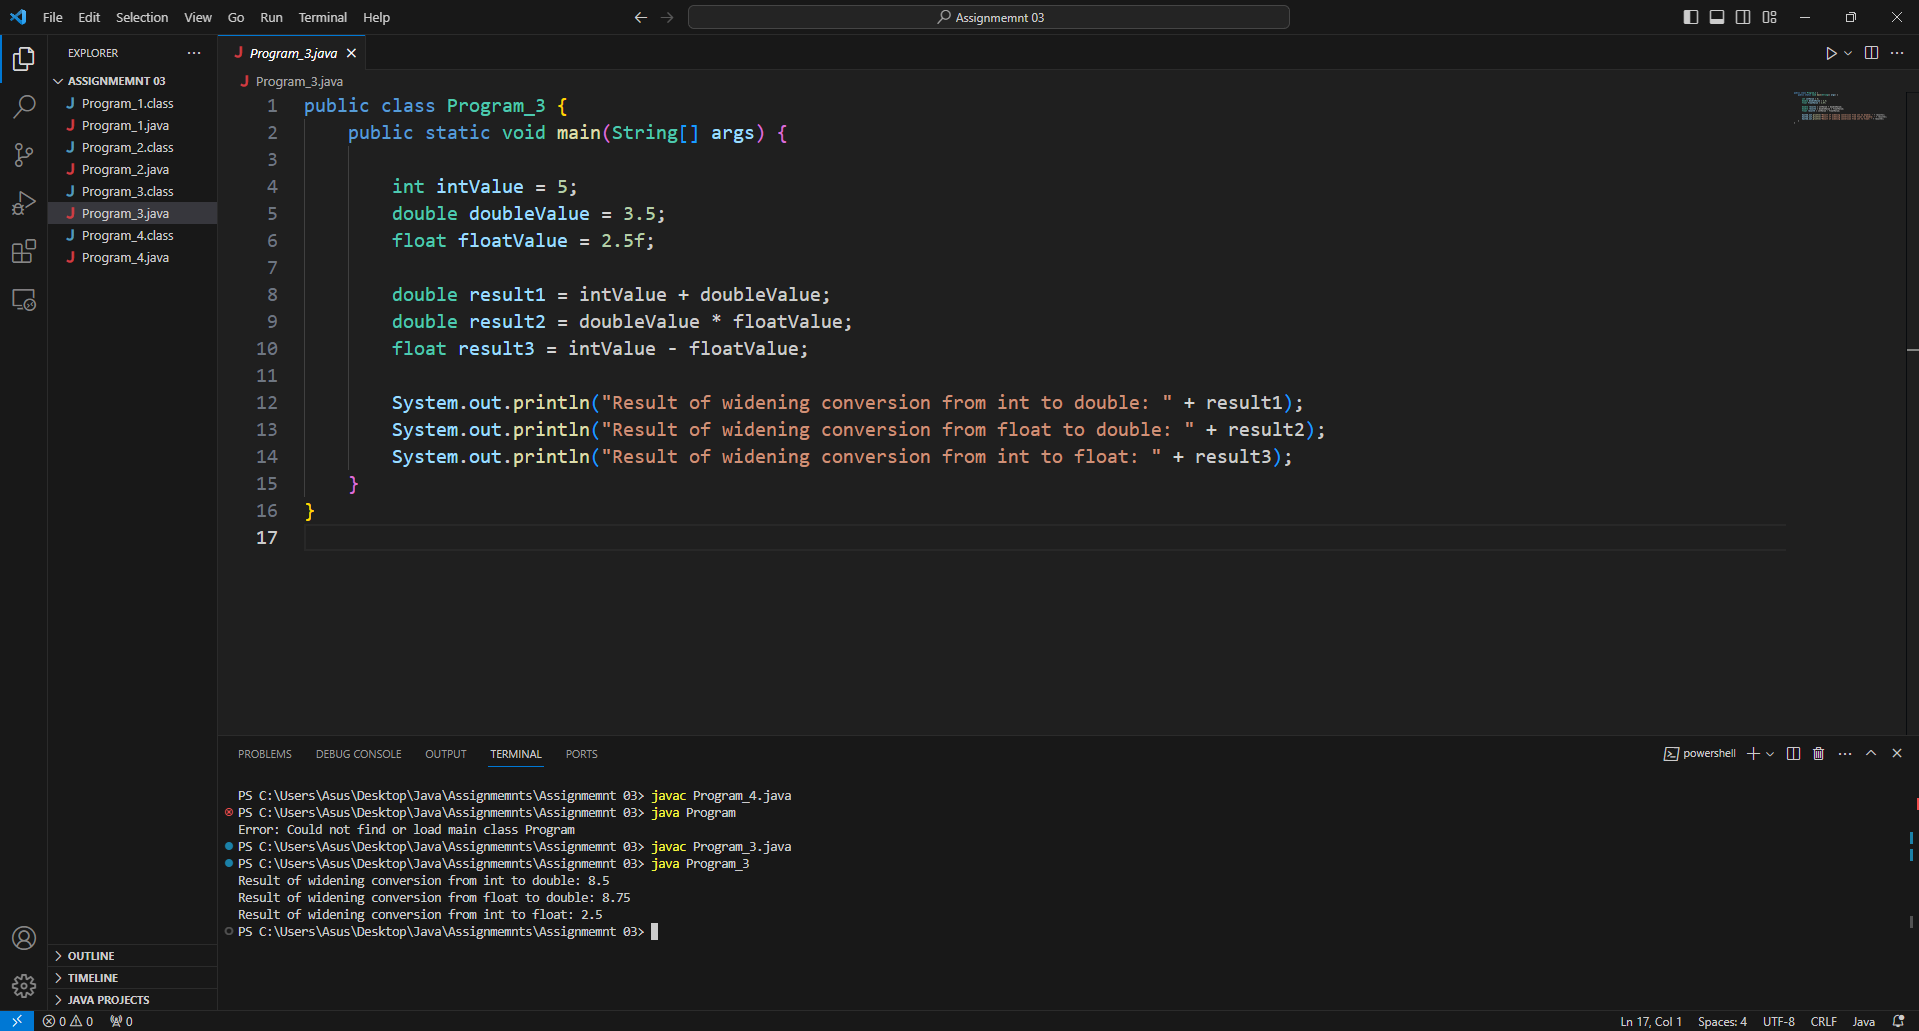 File Edit Selection View Go Run Terminal Help
Assignmemnt 03
EXPLORER
ASSIGNMEMNT 03
Program_1.class
Program_1.java
Program_2.class
Program_2.java
Program_3.class
Program_3.java
Program_4.class
Program_4.java
OUTLINE
TIMELINE
JAVA PROJECTS
Program_3.java
Program_3.java
1 public class Program_3 {
2 public static void main(String[] args) {
3
4 int intValue = 5;
5 double doubleValue = 3.5;
6 float floatValue = 2.5f;
7
8 double result1 = intValue + doubleValue;
9 double result2 = doubleValue * floatValue;
10 float result3 = intValue - floatValue;
11
12 System.out.println("Result of widening conversion from int to double: " + result1);
13 System.out.println("Result of widening conversion from float to double: " + result2);
14 System.out.println("Result of widening conversion from int to float: " + result3);
15 }
16 }
17
PROBLEMS DEBUG CONSOLE OUTPUT TERMINAL PORTS
powershell
PS C:\Users\Asus\Desktop\Java\Assignmemnts\Assignmemnt 03> javac Program_4.java
PS C:\Users\Asus\Desktop\Java\Assignmemnts\Assignmemnt 03> java Program
Error: Could not find or load main class Program
PS C:\Users\Asus\Desktop\Java\Assignmemnts\Assignmemnt 03> javac Program_3.java
PS C:\Users\Asus\Desktop\Java\Assignmemnts\Assignmemnt 03> java Program_3
Result of widening conversion from int to double: 8.5
Result of widening conversion from float to double: 8.75
Result of widening conversion from int to float: 2.5
PS C:\Users\Asus\Desktop\Java\Assignmemnts\Assignmemnt 03>
0 0 0
Ln 17, Col 1 Spaces: 4 UTF-8 CRLF Java